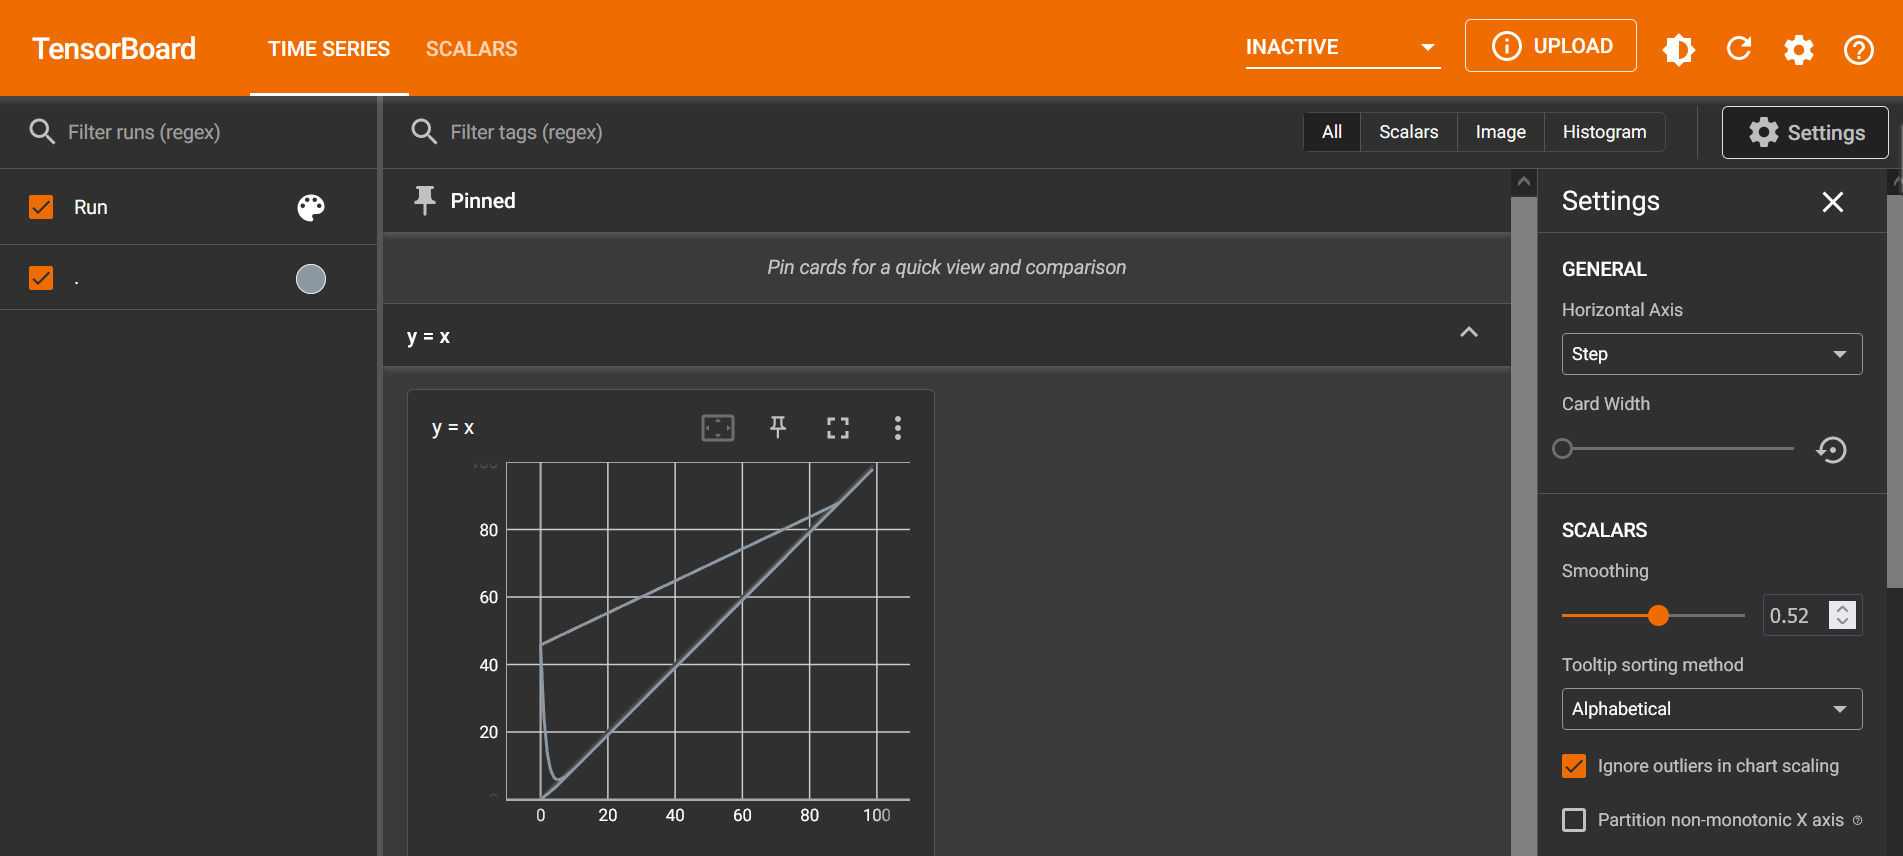 TensorBoard
TIME SERIES
SCALARS
INACTIVE
UPLOAD
Filter runs (regex)
Filter tags (regex)
All
Scalars
Image
Histogram
Settings
Run
.
Pinned
Pin cards for a quick view and comparison
y = x
y = x
100
80
60
40
20
0
0 20 40 60 80 100
Settings
GENERAL
Horizontal Axis
Step
Card Width
SCALARS
Smoothing
0.52
Tooltip sorting method
Alphabetical
Ignore outliers in chart scaling
Partition non-monotonic X axis